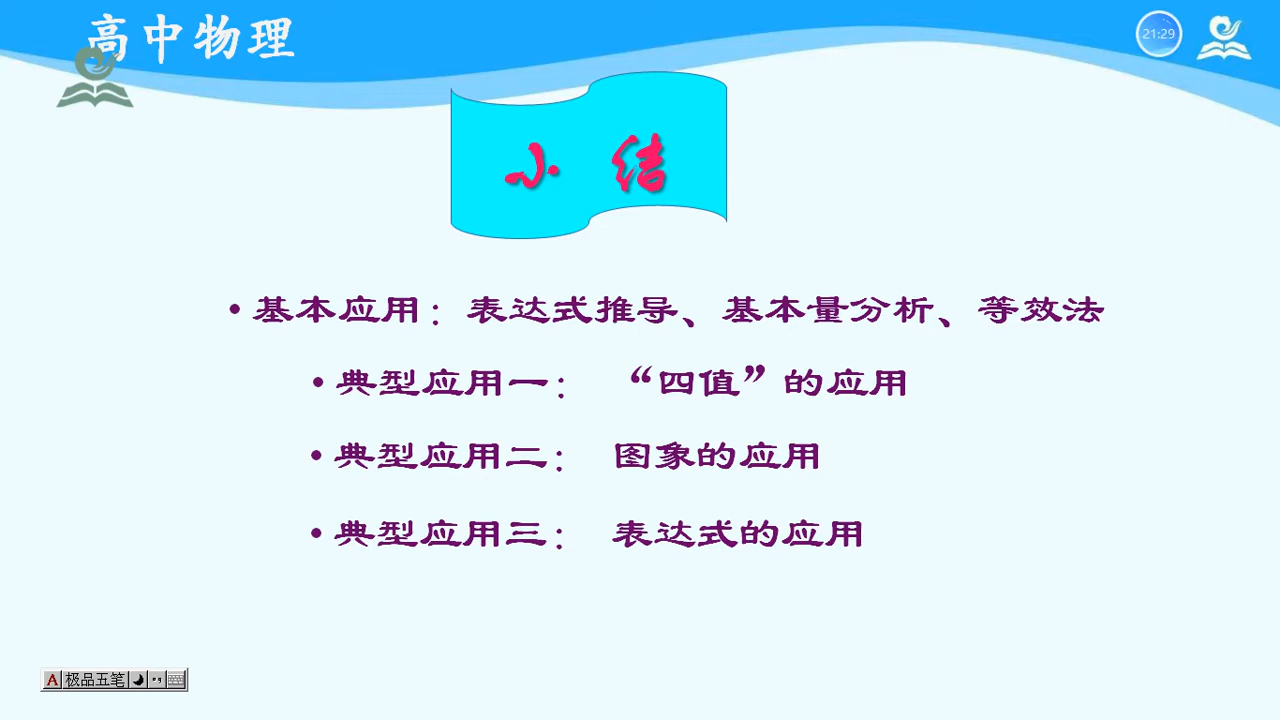 高中物理
21:29
小 结
• 基本应用：表达式推导、基本量分析、等效法
• 典型应用一： “四值”的应用
• 典型应用二： 图象的应用
• 典型应用三： 表达式的应用
A 极品五笔